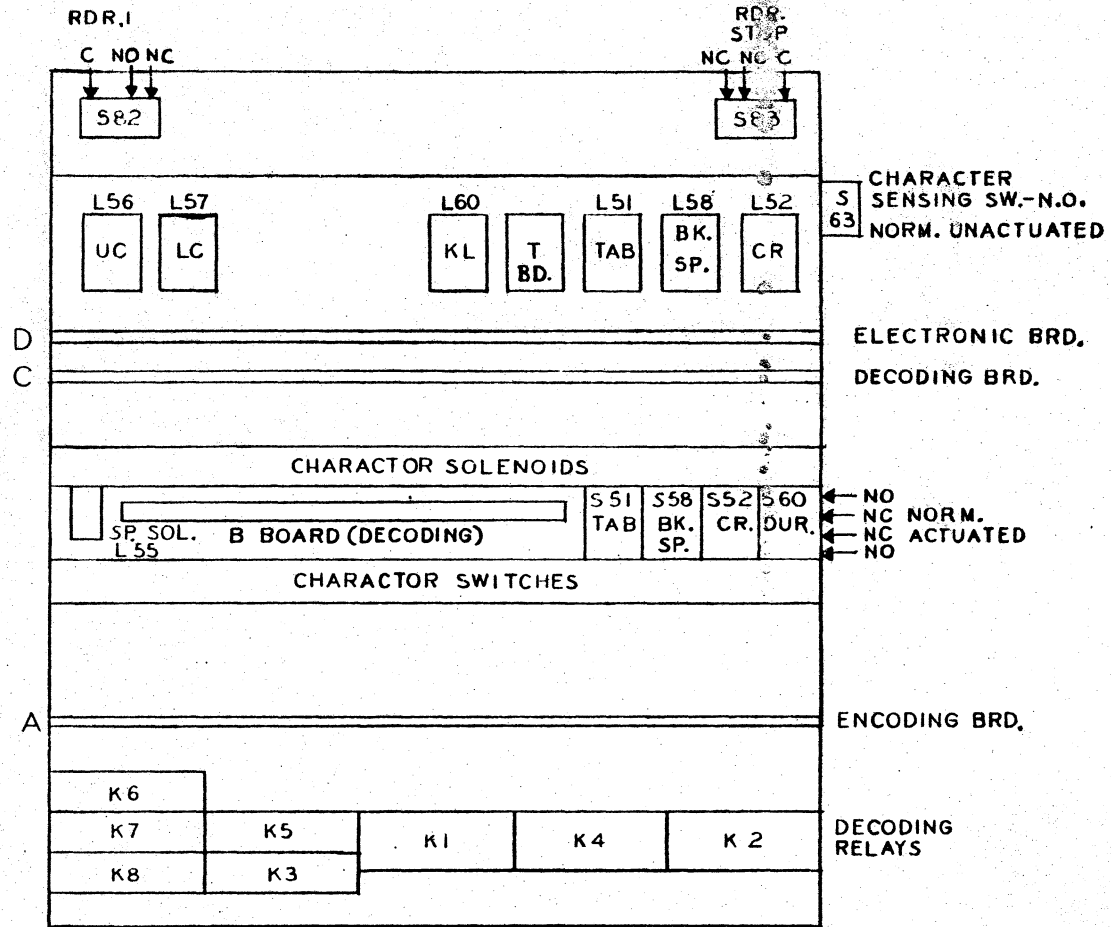 RDR.1
RDR.
STOP
C NO NC
NC NC C
S82
S83
L56 L57 L60 L51 L58 L52
UC LC KL T BD. TAB BK. SP. CR
S 63
CHARACTER
SENSING SW.-N.O.
NORM. UNACTUATED
D
ELECTRONIC BRD.
C
DECODING BRD.
CHARACTOR SOLENOIDS
SP. SOL.
L55
B BOARD (DECODING)
S51 TAB
S58 BK. SP.
S52 CR.
S60 DUR.
NO
NC NORM.
NC ACTUATED
NO
CHARACTOR SWITCHES
A
ENCODING BRD.
K6
K7 K5 K1 K4 K2
K8 K3
DECODING
RELAYS